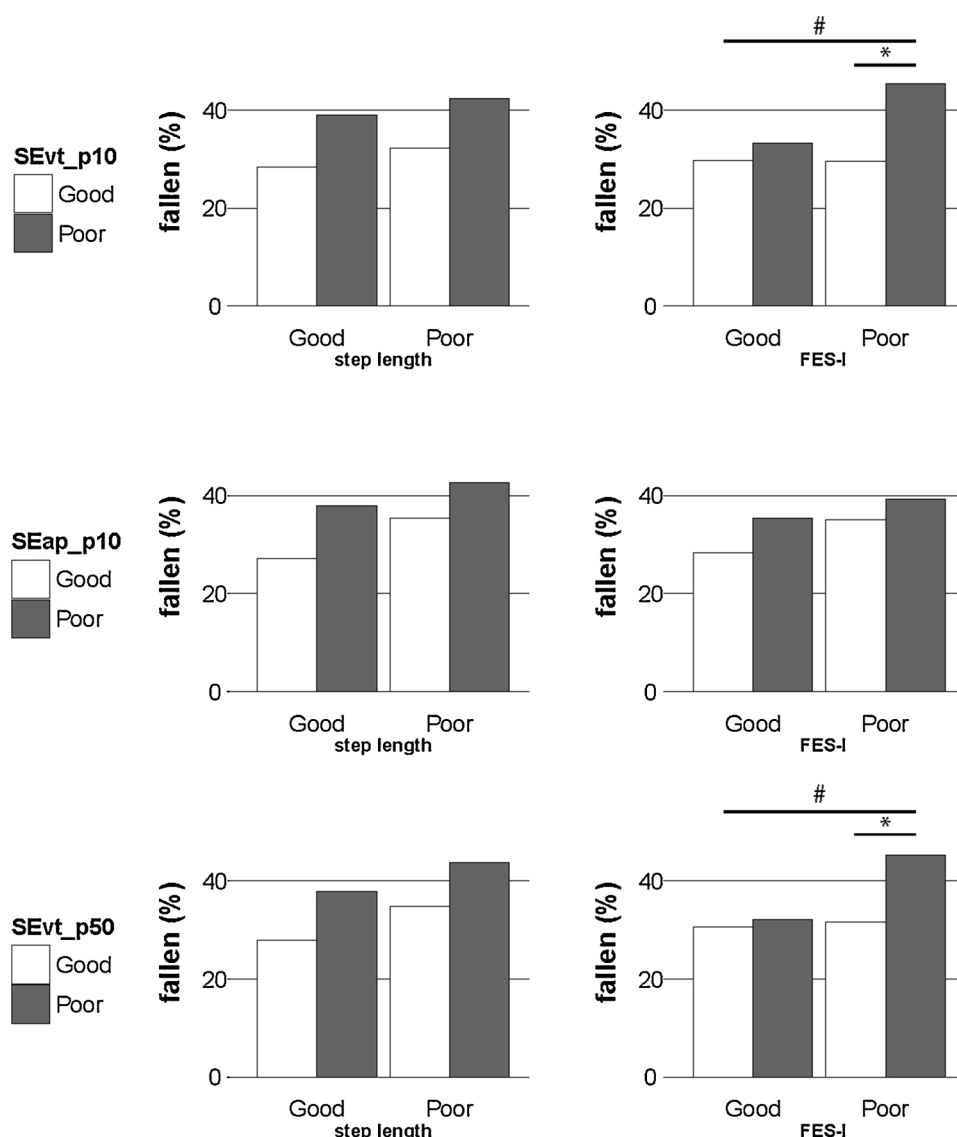 #
*
fallen (%)
40
20
0
SEvt_p10
Good
Poor
Good
Poor
step length
fallen (%)
40
20
0
Good
Poor
FES-I
fallen (%)
40
20
0
SEap_p10
Good
Poor
Good
Poor
step length
fallen (%)
40
20
0
Good
Poor
FES-I
#
*
fallen (%)
40
20
0
SEvt_p50
Good
Poor
Good
Poor
step length
fallen (%)
40
20
0
Good
Poor
FES-I